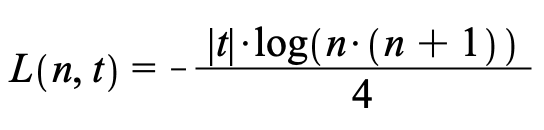 L(n, t) = - |t|·log(n·(n + 1)) / 4